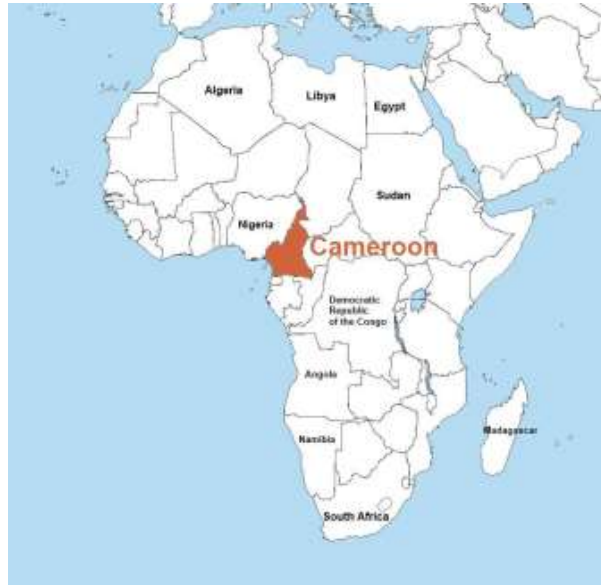 Algeria
Libya
Egypt
Sudan
Nigeria
Cameroon
Democratic
Republic
of the Congo
Angola
Namibia
Madagascar
South Africa